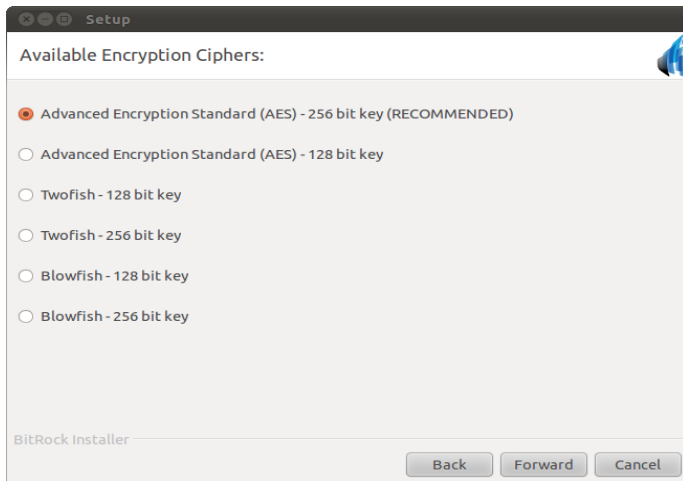 Setup
Available Encryption Ciphers:
Advanced Encryption Standard (AES) - 256 bit key (RECOMMENDED)
Advanced Encryption Standard (AES) - 128 bit key
Twofish - 128 bit key
Twofish - 256 bit key
Blowfish - 128 bit key
Blowfish - 256 bit key
BitRock Installer
Back Forward Cancel